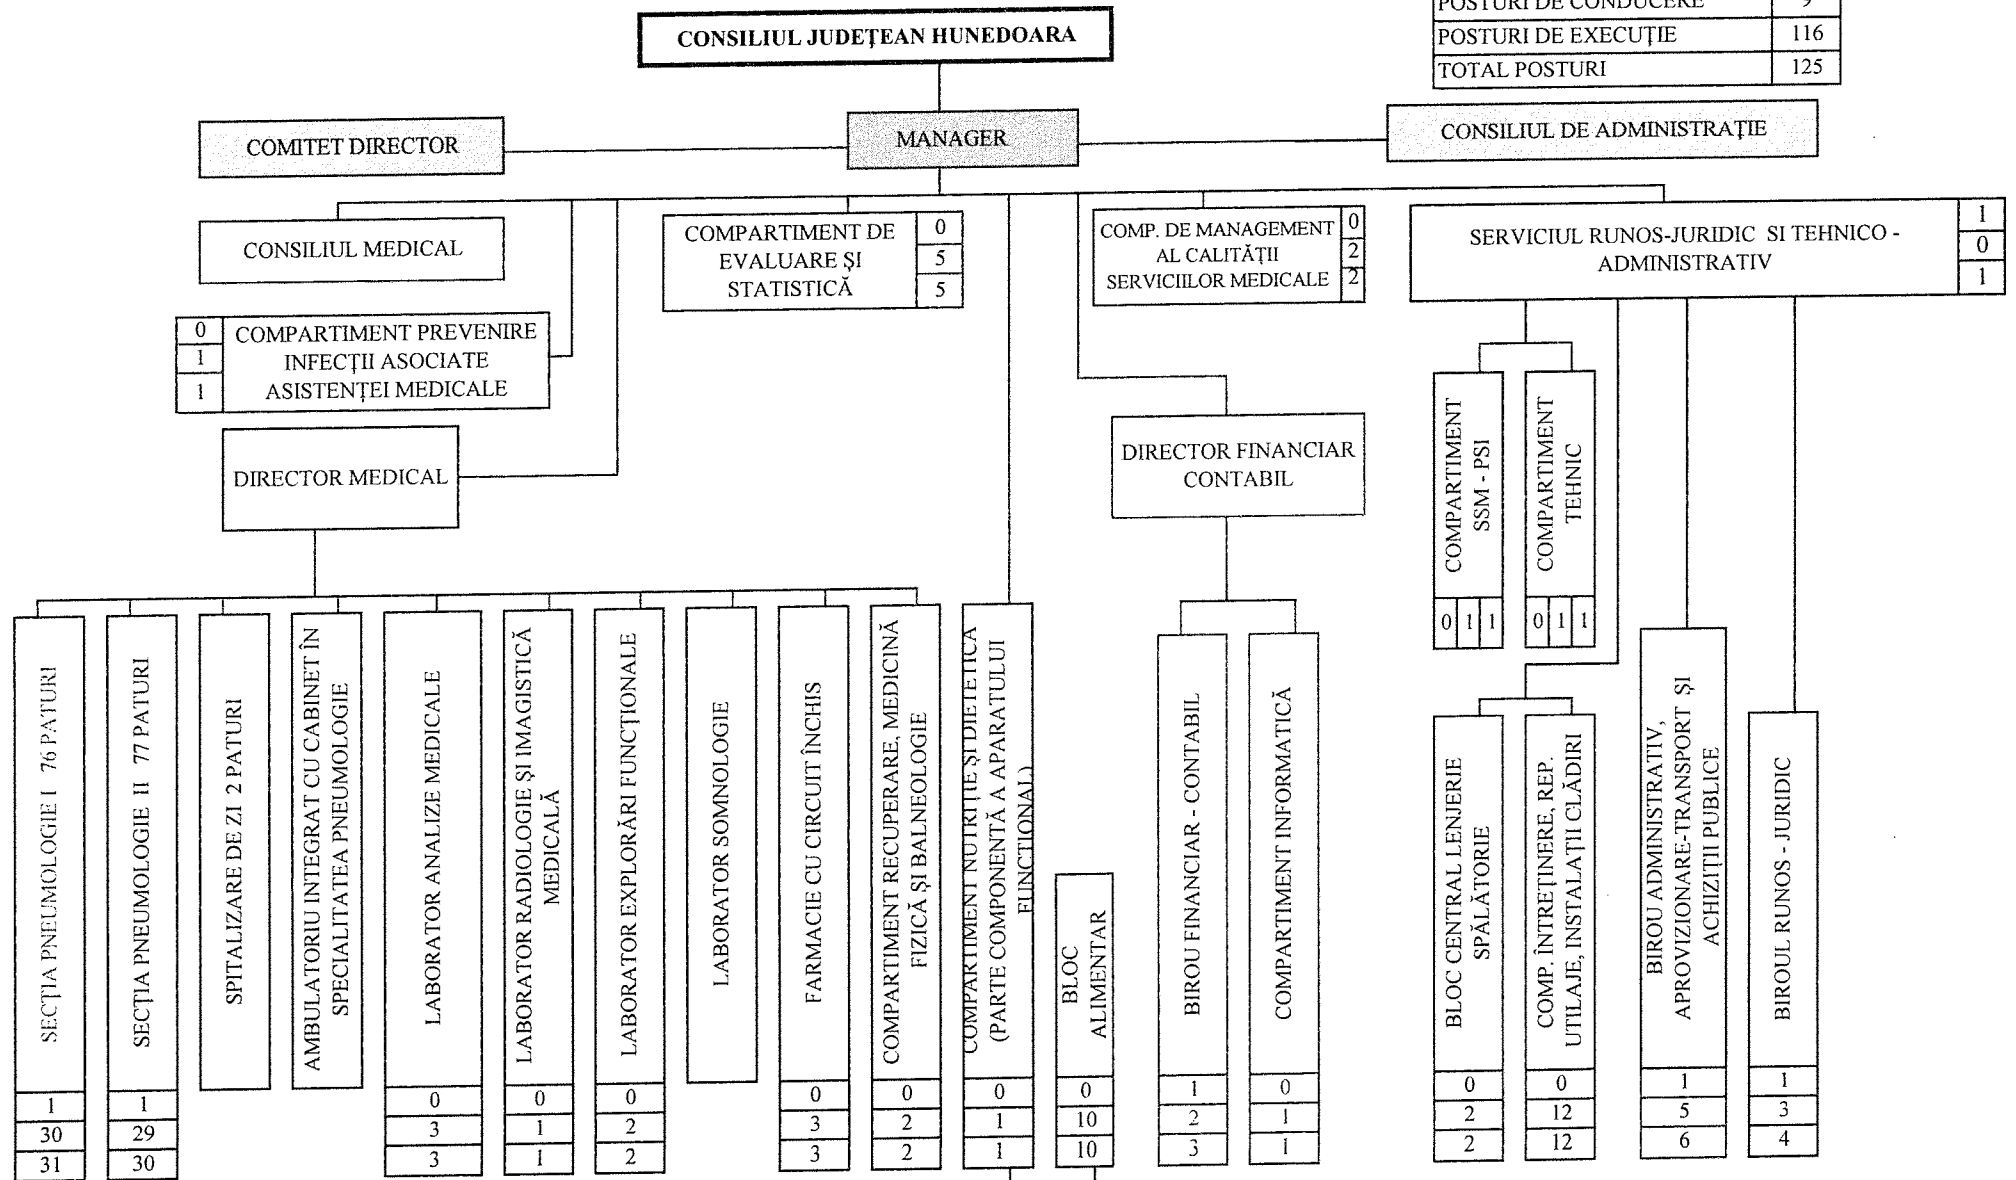 POSTURI DE CONDUCERE 9
POSTURI DE EXECUȚIE 116
TOTAL POSTURI 125
CONSILIUL JUDEȚEAN HUNEDOARA
COMITET DIRECTOR
MANAGER
CONSILIUL DE ADMINISTRAȚIE
CONSILIUL MEDICAL
COMPARTIMENT DE
EVALUARE ȘI
STATISTICĂ
0
5
5
COMP. DE MANAGEMENT
AL CALITĂȚII
SERVICIILOR MEDICALE
0
2
2
SERVICIUL RUNOS-JURIDIC SI TEHNICO -
ADMINISTRATIV
1
0
1
0
1
1
COMPARTIMENT PREVENIRE
INFECȚII ASOCIATE
ASISTENȚEI MEDICALE
DIRECTOR MEDICAL
DIRECTOR FINANCIAR
CONTABIL
COMPARTIMENT
SSM - PSI
0 1 1
COMPARTIMENT
TEHNIC
0 1 1
SECȚIA PNEUMOLOGIE I 76 PATURI
1
30
31
SECȚIA PNEUMOLOGIE II 77 PATURI
1
29
30
SPITALIZARE DE ZI 2 PATURI
AMBULATORIU INTEGRAT CU CABINET ÎN
SPECIALITATEA PNEUMOLOGIE
LABORATOR ANALIZE MEDICALE
0
3
3
LABORATOR RADIOLOGIE ȘI IMAGISTICĂ
MEDICALĂ
0
1
1
LABORATOR EXPLORĂRI FUNCȚIONALE
0
2
2
LABORATOR SOMNOLOGIE
FARMACIE CU CIRCUIT ÎNCHIS
0
3
3
COMPARTIMENT RECUPERARE, MEDICINĂ
FIZICĂ ȘI BALNEOLOGIE
0
2
2
COMPARTIMENT NUTRIȚIE ȘI DIETETICA
(PARTE COMPONENTĂ A APARATULUI
FUNCȚIONAL)
0
1
1
BLOC
ALIMENTAR
0
10
10
BIROU FINANCIAR - CONTABIL
1
2
3
COMPARTIMENT INFORMATICĂ
0
1
1
BLOC CENTRAL LENJERIE
SPĂLĂTORIE
0
2
2
COMP. ÎNTREȚINERE, REP.
UTILAJE, INSTALAȚII CLĂDIRI
0
12
12
BIROU ADMINISTRATIV,
APROVIZIONARE-TRANSPORT ȘI
ACHIZIȚII PUBLICE
1
5
6
BIROUL RUNOS - JURIDIC
1
3
4